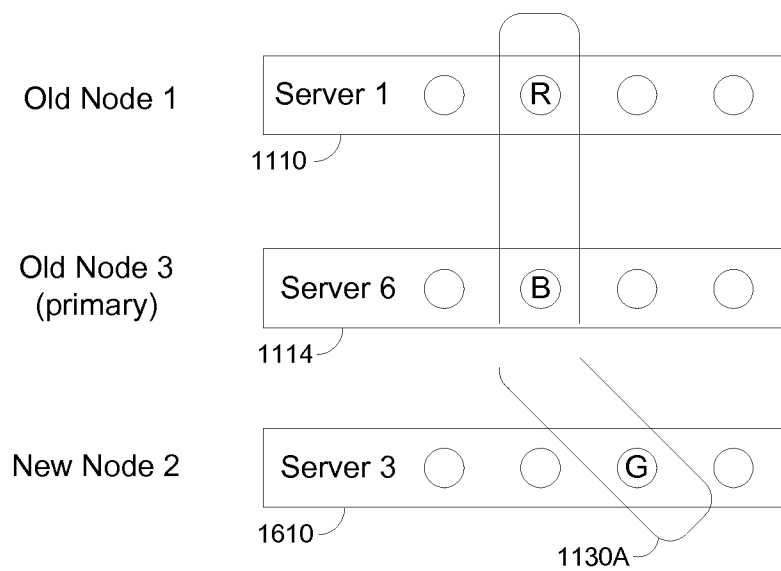 Old Node 1
Server 1
R
1110
Old Node 3
(primary)
Server 6
B
1114
New Node 2
Server 3
G
1610
1130A